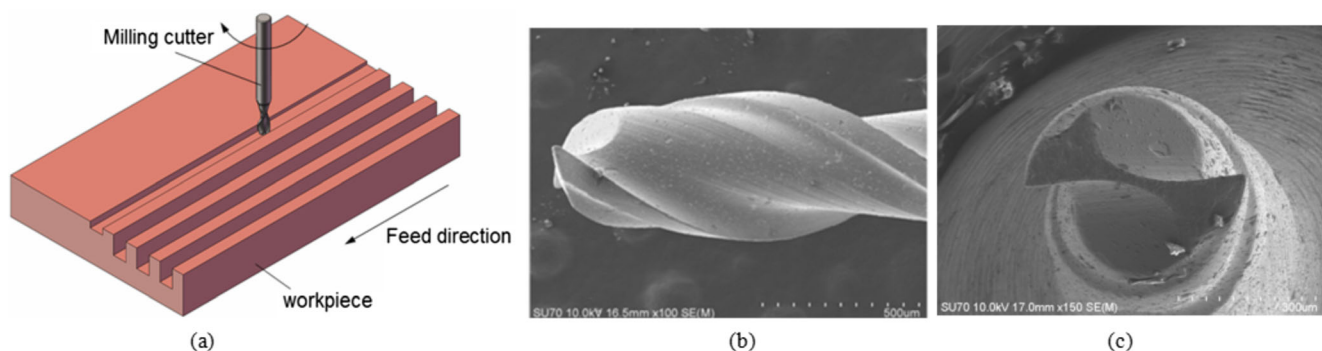 Milling cutter
Feed direction
workpiece
SU70 10.0kV 16.5mm x100 SE(M)
500um
SU70 10.0kV 17.0mm x150 SE(M)
300um
(a)
(b)
(c)